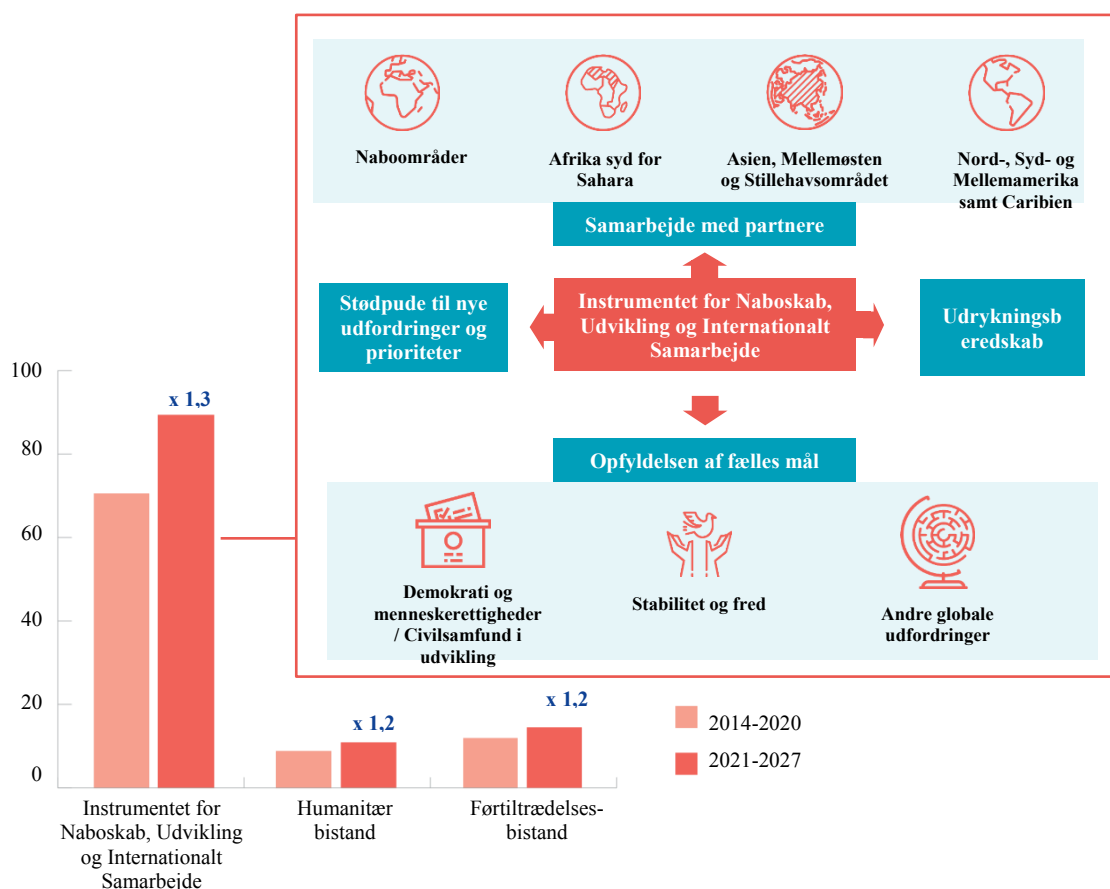 Naboområder
Afrika syd for
Sahara
Asien, Mellemøsten
og Stillehavsområdet
Nord-, Syd- og
Mellemamerika
samt Caribien
Samarbejde med partnere
Stødpude til nye
udfordringer og
prioriteter
Instrumentet for Naboskab,
Udvikling og Internationalt
Samarbejde
Udrykningsb
eredskab
Opfyldelsen af fælles mål
Demokrati og
menneskerettigheder
/ Civilsamfund i
udvikling
Stabilitet og fred
Andre globale
udfordringer
100
80
60
40
20
0
x 1,3
x 1,2
x 1,2
2014-2020
2021-2027
Instrumentet for
Naboskab, Udvikling
og Internationalt
Samarbejde
Humanitær
bistand
Førtiltrædelses-
bistand